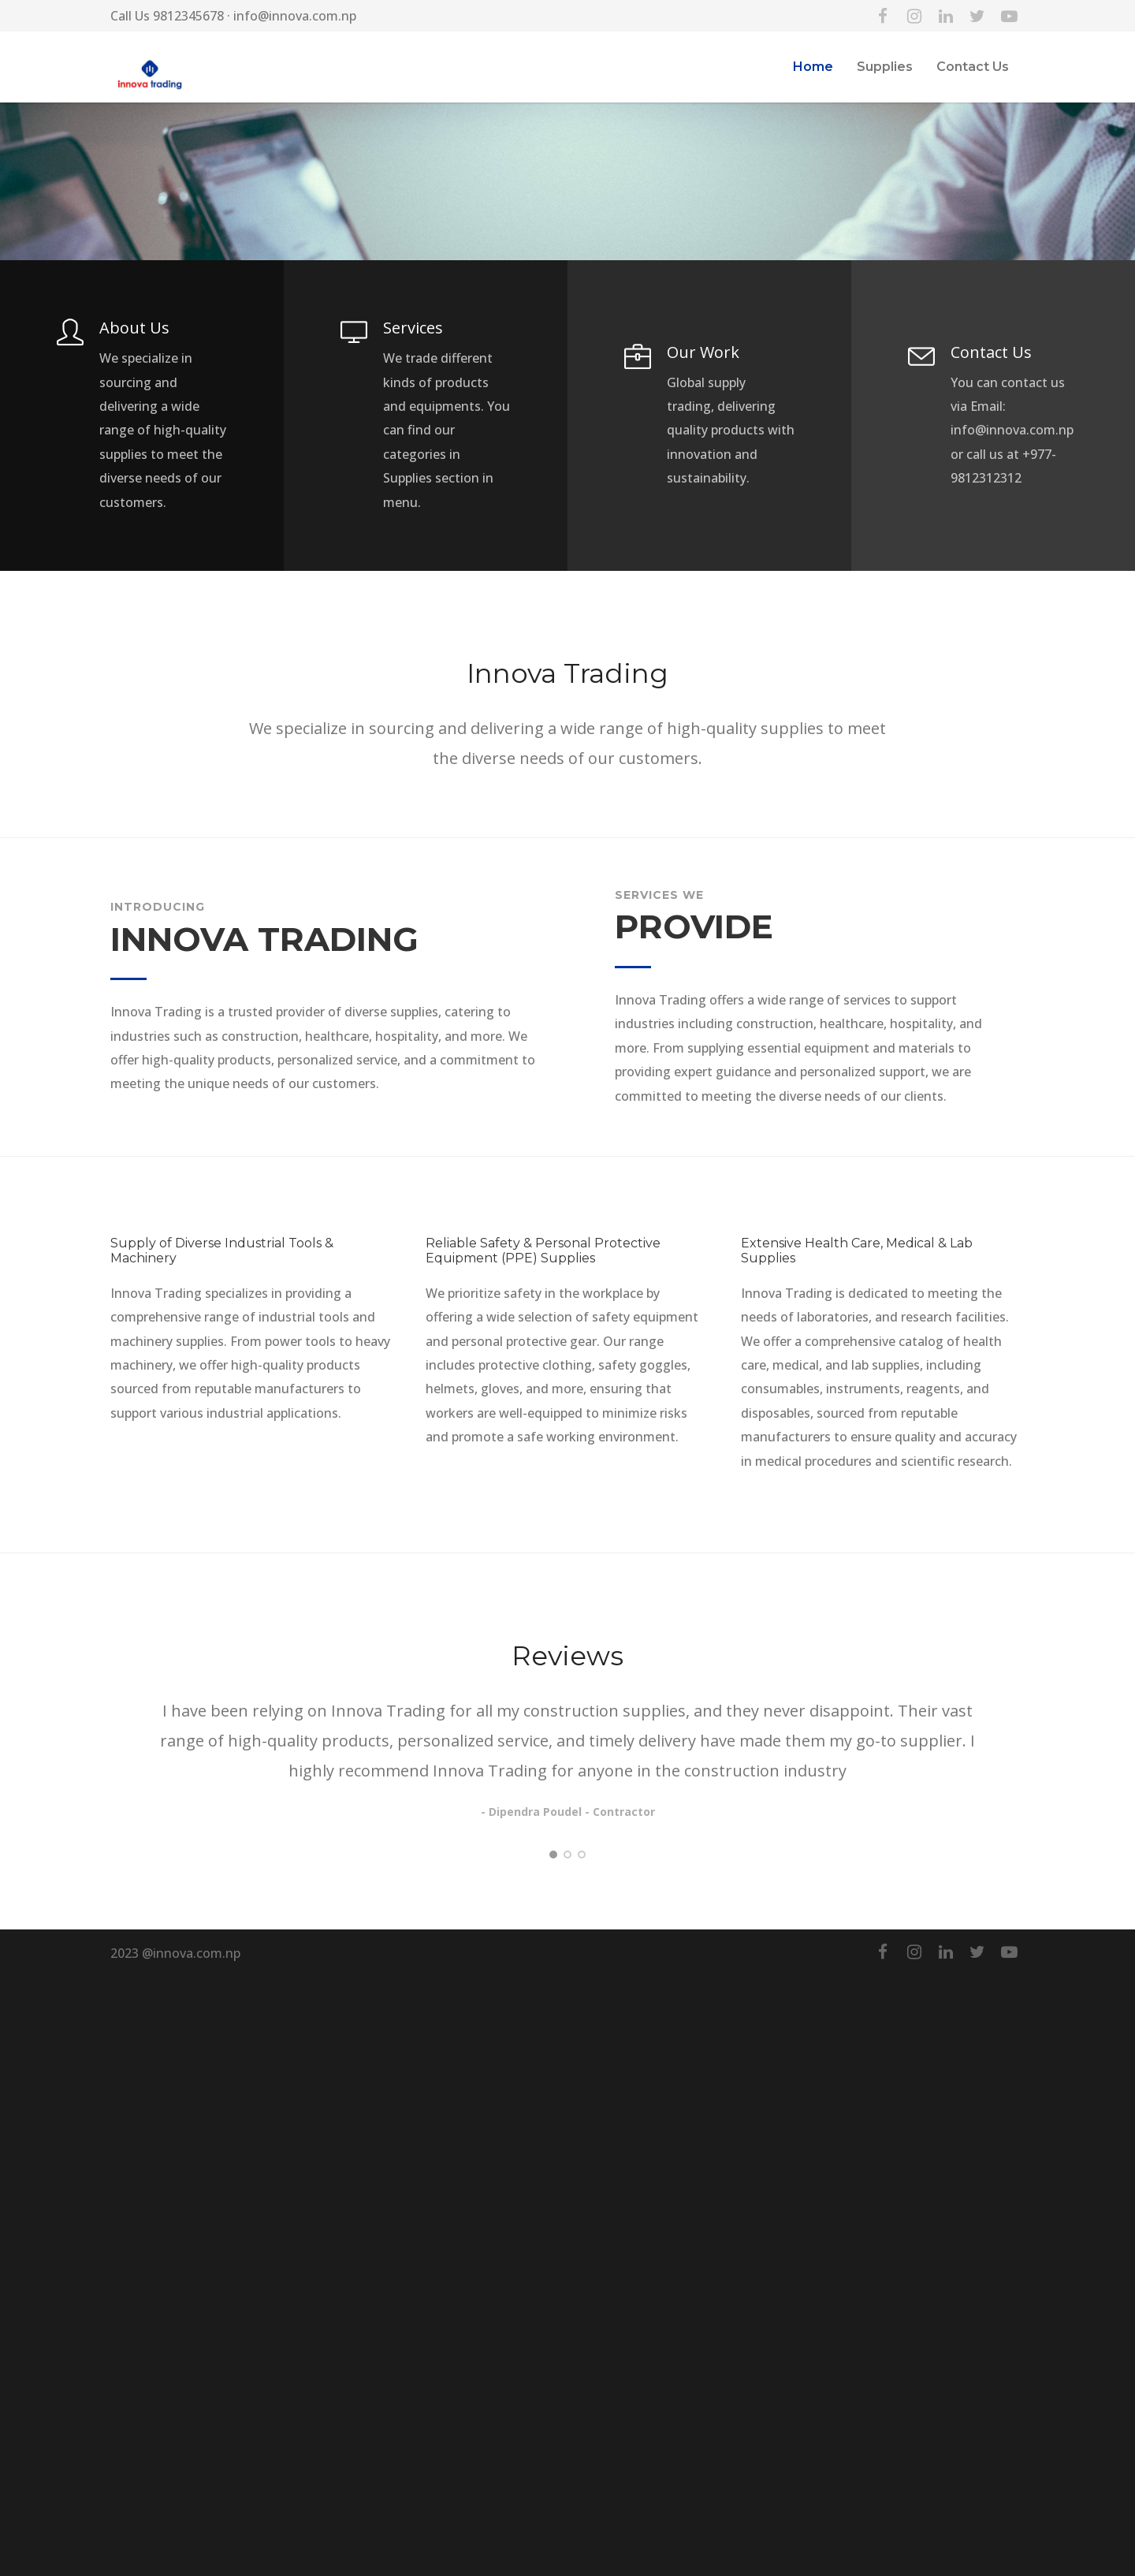 Call Us 9812345678 · info@innova.com.np
innova trading
Home
Supplies
Contact Us
About Us
We specialize in
sourcing and
delivering a wide
range of high-quality
supplies to meet the
diverse needs of our
customers.
Services
We trade different
kinds of products
and equipments. You
can find our
categories in
Supplies section in
menu.
Our Work
Global supply
trading, delivering
quality products with
innovation and
sustainability.
Contact Us
You can contact us
via Email:
info@innova.com.np
or call us at +977-
9812312312
Innova Trading
We specialize in sourcing and delivering a wide range of high-quality supplies to meet
the diverse needs of our customers.
INTRODUCING
INNOVA TRADING
Innova Trading is a trusted provider of diverse supplies, catering to
industries such as construction, healthcare, hospitality, and more. We
offer high-quality products, personalized service, and a commitment to
meeting the unique needs of our customers.
SERVICES WE
PROVIDE
Innova Trading offers a wide range of services to support
industries including construction, healthcare, hospitality, and
more. From supplying essential equipment and materials to
providing expert guidance and personalized support, we are
committed to meeting the diverse needs of our clients.
Supply of Diverse Industrial Tools &
Machinery
Innova Trading specializes in providing a
comprehensive range of industrial tools and
machinery supplies. From power tools to heavy
machinery, we offer high-quality products
sourced from reputable manufacturers to
support various industrial applications.
Reliable Safety & Personal Protective
Equipment (PPE) Supplies
We prioritize safety in the workplace by
offering a wide selection of safety equipment
and personal protective gear. Our range
includes protective clothing, safety goggles,
helmets, gloves, and more, ensuring that
workers are well-equipped to minimize risks
and promote a safe working environment.
Extensive Health Care, Medical & Lab
Supplies
Innova Trading is dedicated to meeting the
needs of laboratories, and research facilities.
We offer a comprehensive catalog of health
care, medical, and lab supplies, including
consumables, instruments, reagents, and
disposables, sourced from reputable
manufacturers to ensure quality and accuracy
in medical procedures and scientific research.
Reviews
I have been relying on Innova Trading for all my construction supplies, and they never disappoint. Their vast
range of high-quality products, personalized service, and timely delivery have made them my go-to supplier. I
highly recommend Innova Trading for anyone in the construction industry
- Dipendra Poudel - Contractor
2023 @innova.com.np